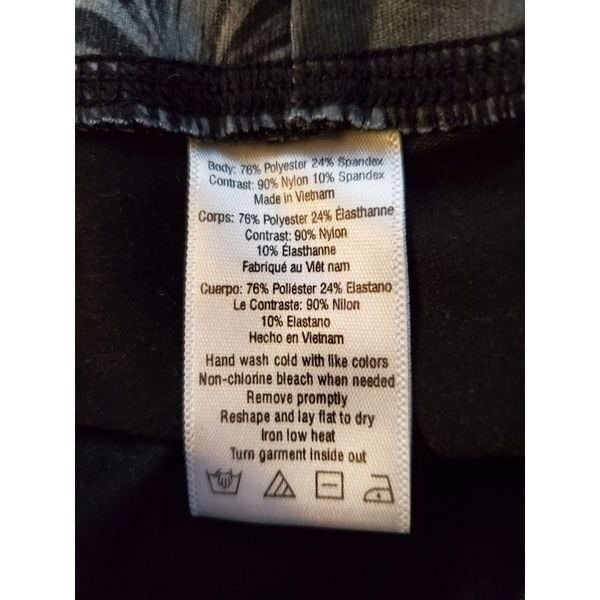 Body: 76% Polyester 24% Spandex
Contrast: 90% Nylon 10% Spandex
Made in Vietnam
Corps: 76% Polyester 24% Élasthanne
Contrast: 90% Nylon
10% Élasthanne
Fabriqué au Viêt nam
Cuerpo: 76% Poliéster 24% Elastano
Le Contraste: 90% Nilon
10% Elastano
Hecho en Vietnam
Hand wash cold with like colors
Non-chlorine bleach when needed
Remove promptly
Reshape and lay flat to dry
Iron low heat
Turn garment inside out